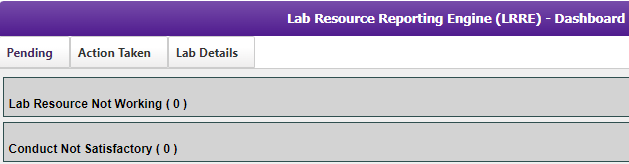 Lab Resource Reporting Engine (LRRE) - Dashboard
Pending Action Taken Lab Details
Lab Resource Not Working ( 0 )
Conduct Not Satisfactory ( 0 )